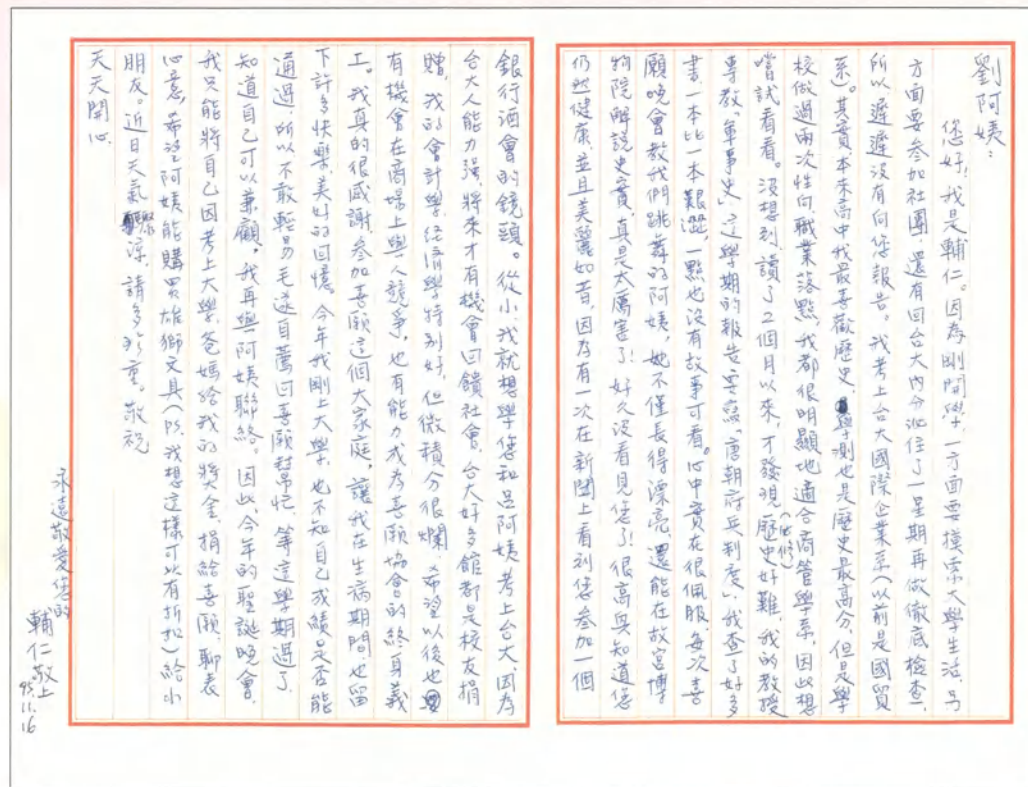 劉阿姨：
您好！我是輔仁。因為剛開學，一方面要摸索大學生活，另
方面要參加社團，還有回台大內分泌住了一星期再做徹底檢查，
所以遲遲沒有向您報告。我考上台大國際企業系（以前是國貿
系）。其實本來高中我最喜歡歷史，學測也是歷史最高分，但是學
校做過兩次性向職業落點，我都很明顯地適合商管學系，因此想
嚐試看看。沒想到，讀了2個月以來，才發現歷史(必修)好難，我的教授
專教「軍事史」，這學期的報告要寫「唐朝府兵制度」，我查了好多
書，一本比一本艱澀，一點也沒有故事可看。心中實在很佩服每次喜
願晚會教我們跳舞的阿姨，她不僅長得漂亮，還能在故宮博
物院解說史實，真是太厲害了！好久沒看見您了！很高興知道您
仍然健康，並且美麗如昔，因為有一次在新聞上看到您參加一個
銀行酒會的鏡頭。從小，我就想學您和呂阿姨考上台大，因為
台大人能力強，將來才有機會回饋社會，台大好多館都是校友捐
贈，我的會計學、經濟學特別好，但微積分很爛，希望以後也
有機會在商場上與人競爭，也有能力成為喜願協會的終身義
工。我真的很感謝，參加喜願這個大家庭，讓我在生病期間也留
下許多快樂美好的回憶，今年我剛上大學，也不知自己成績是否能
通過，所以不敢輕易毛遂自薦回喜願幫忙，等這學期過了，
知道自己可以兼顧，我再與阿姨聯絡。因此，今年的聖誕晚會，
我只能將自己因考上大學，爸媽給我的獎金，捐給喜願，聊表
心意，希望阿姨能購買雄獅文具（PS.我想這樣可以有折扣）給小
朋友。近日天氣驟涼，請多珍重。敬祝
天天開心
永遠敬愛您的
輔仁敬上
95.11.16